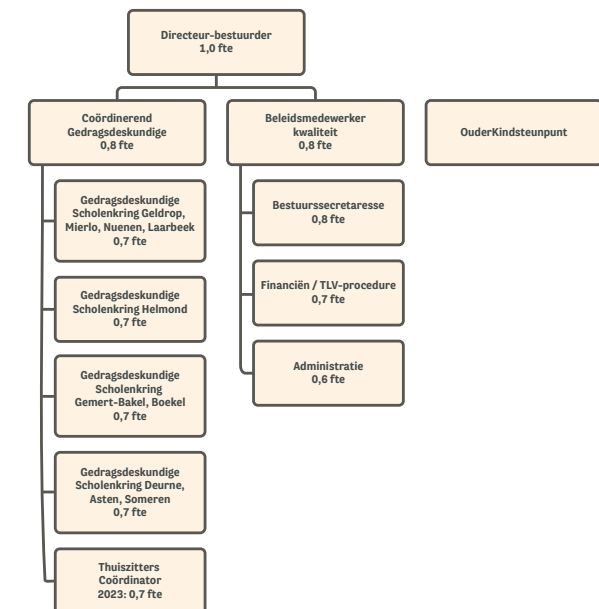 Directeur-bestuurder
1,0 fte
Coördinerend
Gedragsdeskundige
0,8 fte
Beleidsmedewerker
kwaliteit
0,8 fte
OuderKindsteunpunt
Gedragsdeskundige
Scholenkring Geldrop,
Mierlo, Nuenen, Laarbeek
0,7 fte
Gedragsdeskundige
Scholenkring Helmond
0,7 fte
Gedragsdeskundige
Scholenkring
Gemert-Bakel, Boekel
0,7 fte
Gedragsdeskundige
Scholenkring Deurne,
Asten, Someren
0,7 fte
Thuiszitters
Coördinator
2023: 0,7 fte
Bestuurssecretaresse
0,8 fte
Financiën / TLV-procedure
0,7 fte
Administratie
0,6 fte